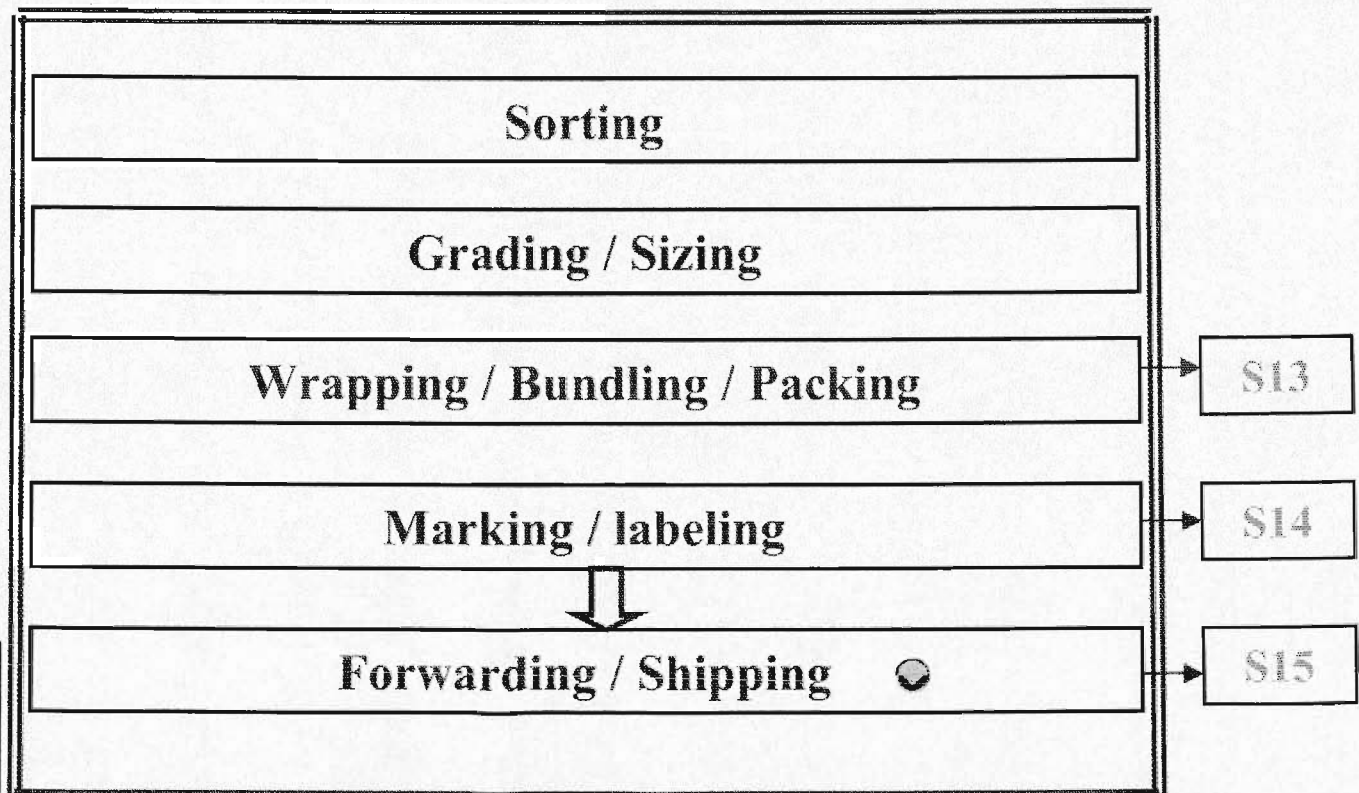 Sorting
Grading / Sizing
Wrapping / Bundling / Packing
S13
Marking / labeling
S14
Forwarding / Shipping
S15